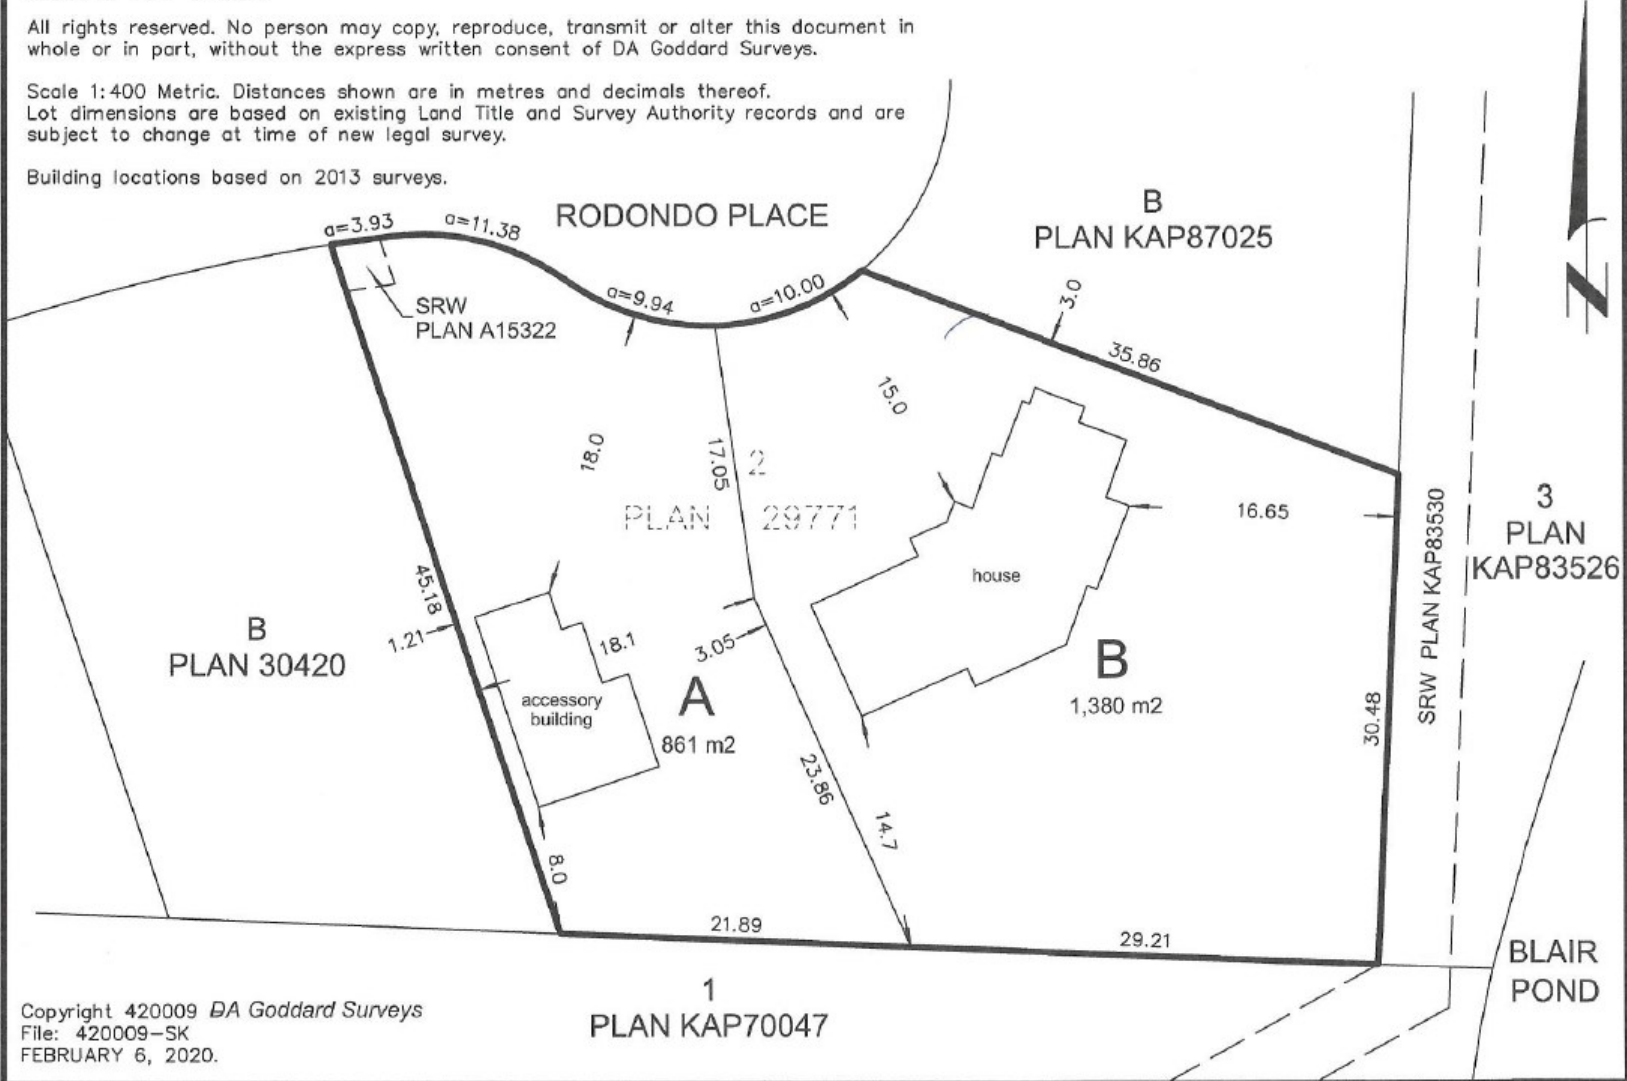 All rights reserved. No person may copy, reproduce, transmit or alter this document in
whole or in part, without the express written consent of DA Goddard Surveys.
Scale 1:400 Metric. Distances shown are in metres and decimals thereof.
Lot dimensions are based on existing Land Title and Survey Authority records and are
subject to change at time of new legal survey.
Building locations based on 2013 surveys.
RODONDO PLACE
B
PLAN KAP87025
a=3.93
a=11.38
a=9.94
a=10.00
3.0
35.86
N
SRW
PLAN A15322
15.0
18.0
17.05
2
PLAN 29771
16.65
3
PLAN
KAP83526
SRW PLAN KAP83530
house
45.18
1.21
B
PLAN 30420
18.1
3.05
accessory
building
A
861 m2
B
1,380 m2
30.48
23.86
14.7
8.0
21.89
29.21
BLAIR
POND
1
PLAN KAP70047
Copyright 420009 DA Goddard Surveys
File: 420009-SK
FEBRUARY 6, 2020.